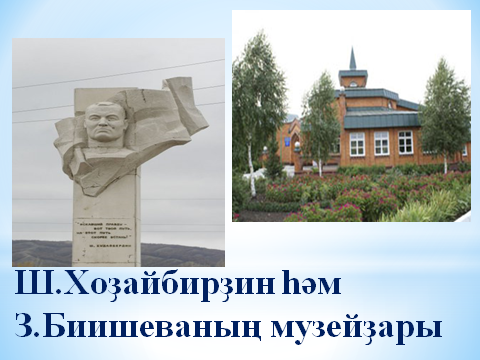 Ш.Хоҙайбирҙин һәм
З.Биишеваның музейҙары